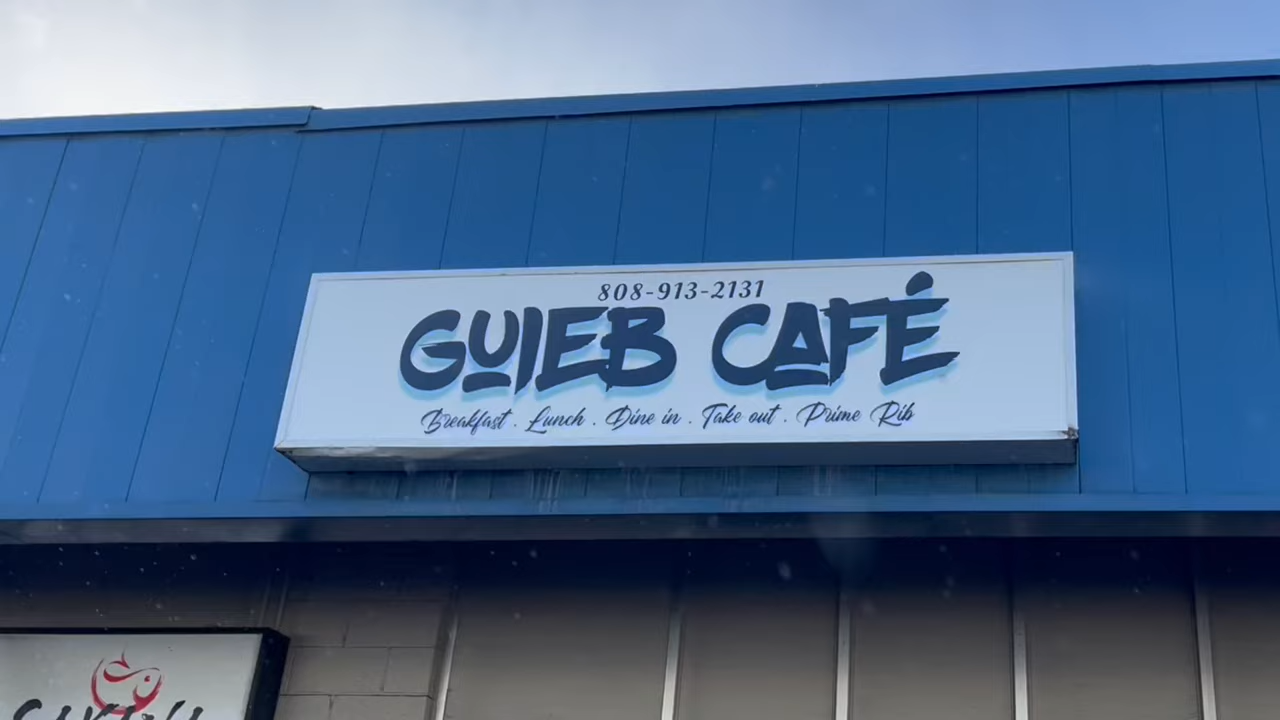 808-913-2131
GUIEB CAFÉ
Breakfast . Lunch . Dine in . Take out . Prime Rib